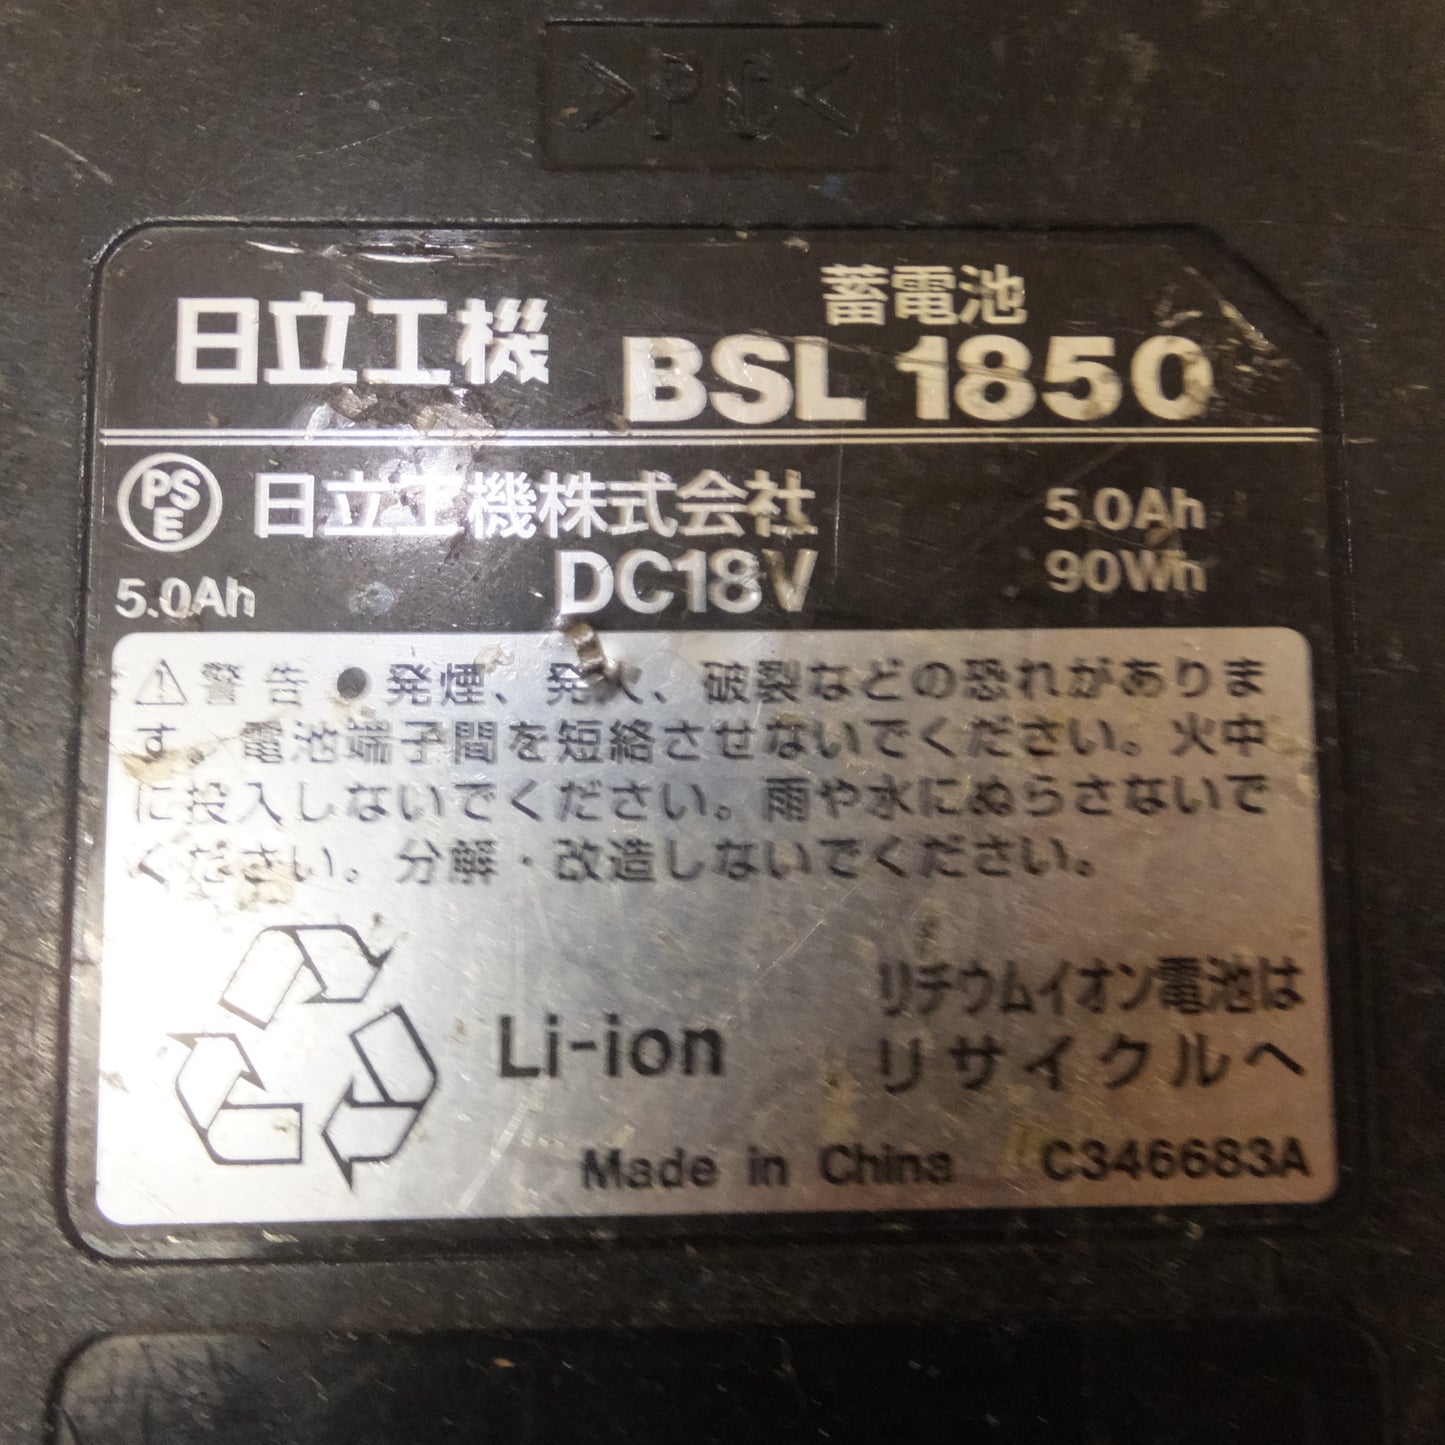 >PC<
日立工機
蓄電池
BSL 1850
PSE 日立工機株式会社 5.0Ah
5.0Ah DC18V 90Wh
⚠ 警告 ●発煙、発火、破裂などの恐れがありま
す。電池端子間を短絡させないでください。火中
に投入しないでください。雨や水にぬらさないで
ください。分解・改造しないでください。
リチウムイオン電池は
Li-ion リサイクルへ
Made in China C346683A